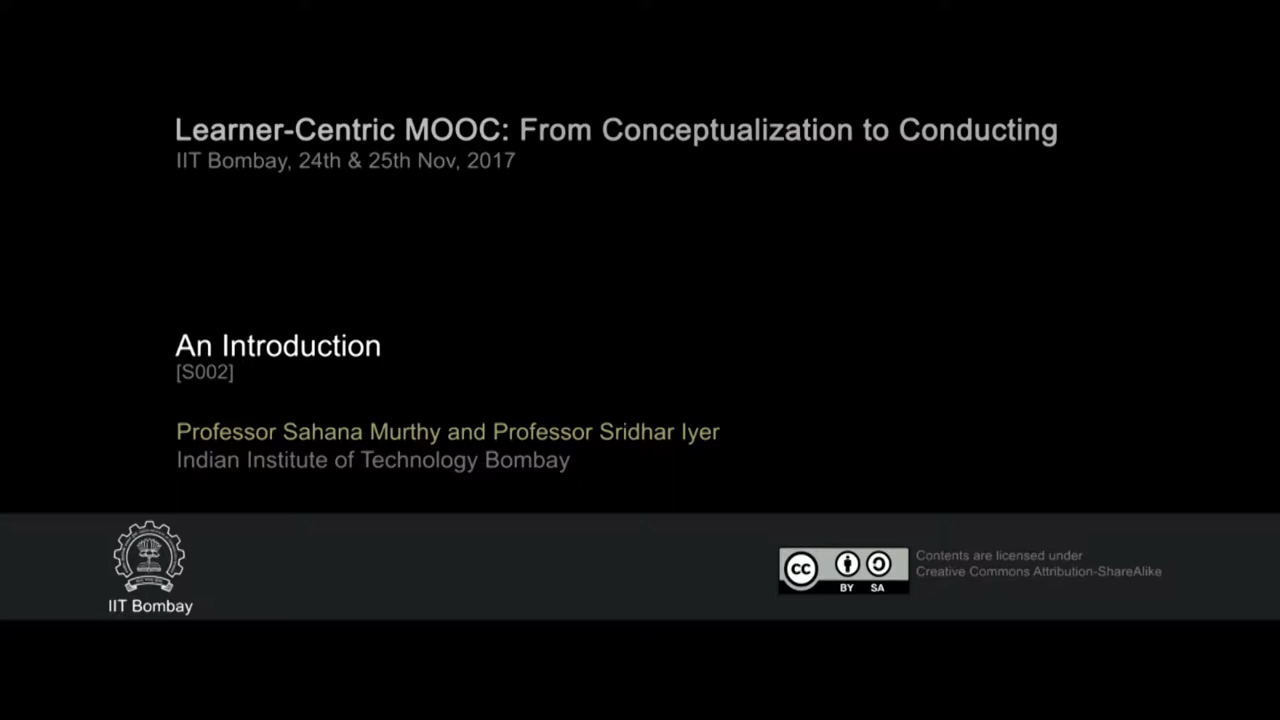 Learner-Centric MOOC: From Conceptualization to Conducting
IIT Bombay, 24th & 25th Nov, 2017
An Introduction
[S002]
Professor Sahana Murthy and Professor Sridhar Iyer
Indian Institute of Technology Bombay
IIT Bombay
cc
BY SA
Contents are licensed under
Creative Commons Attribution-ShareAlike